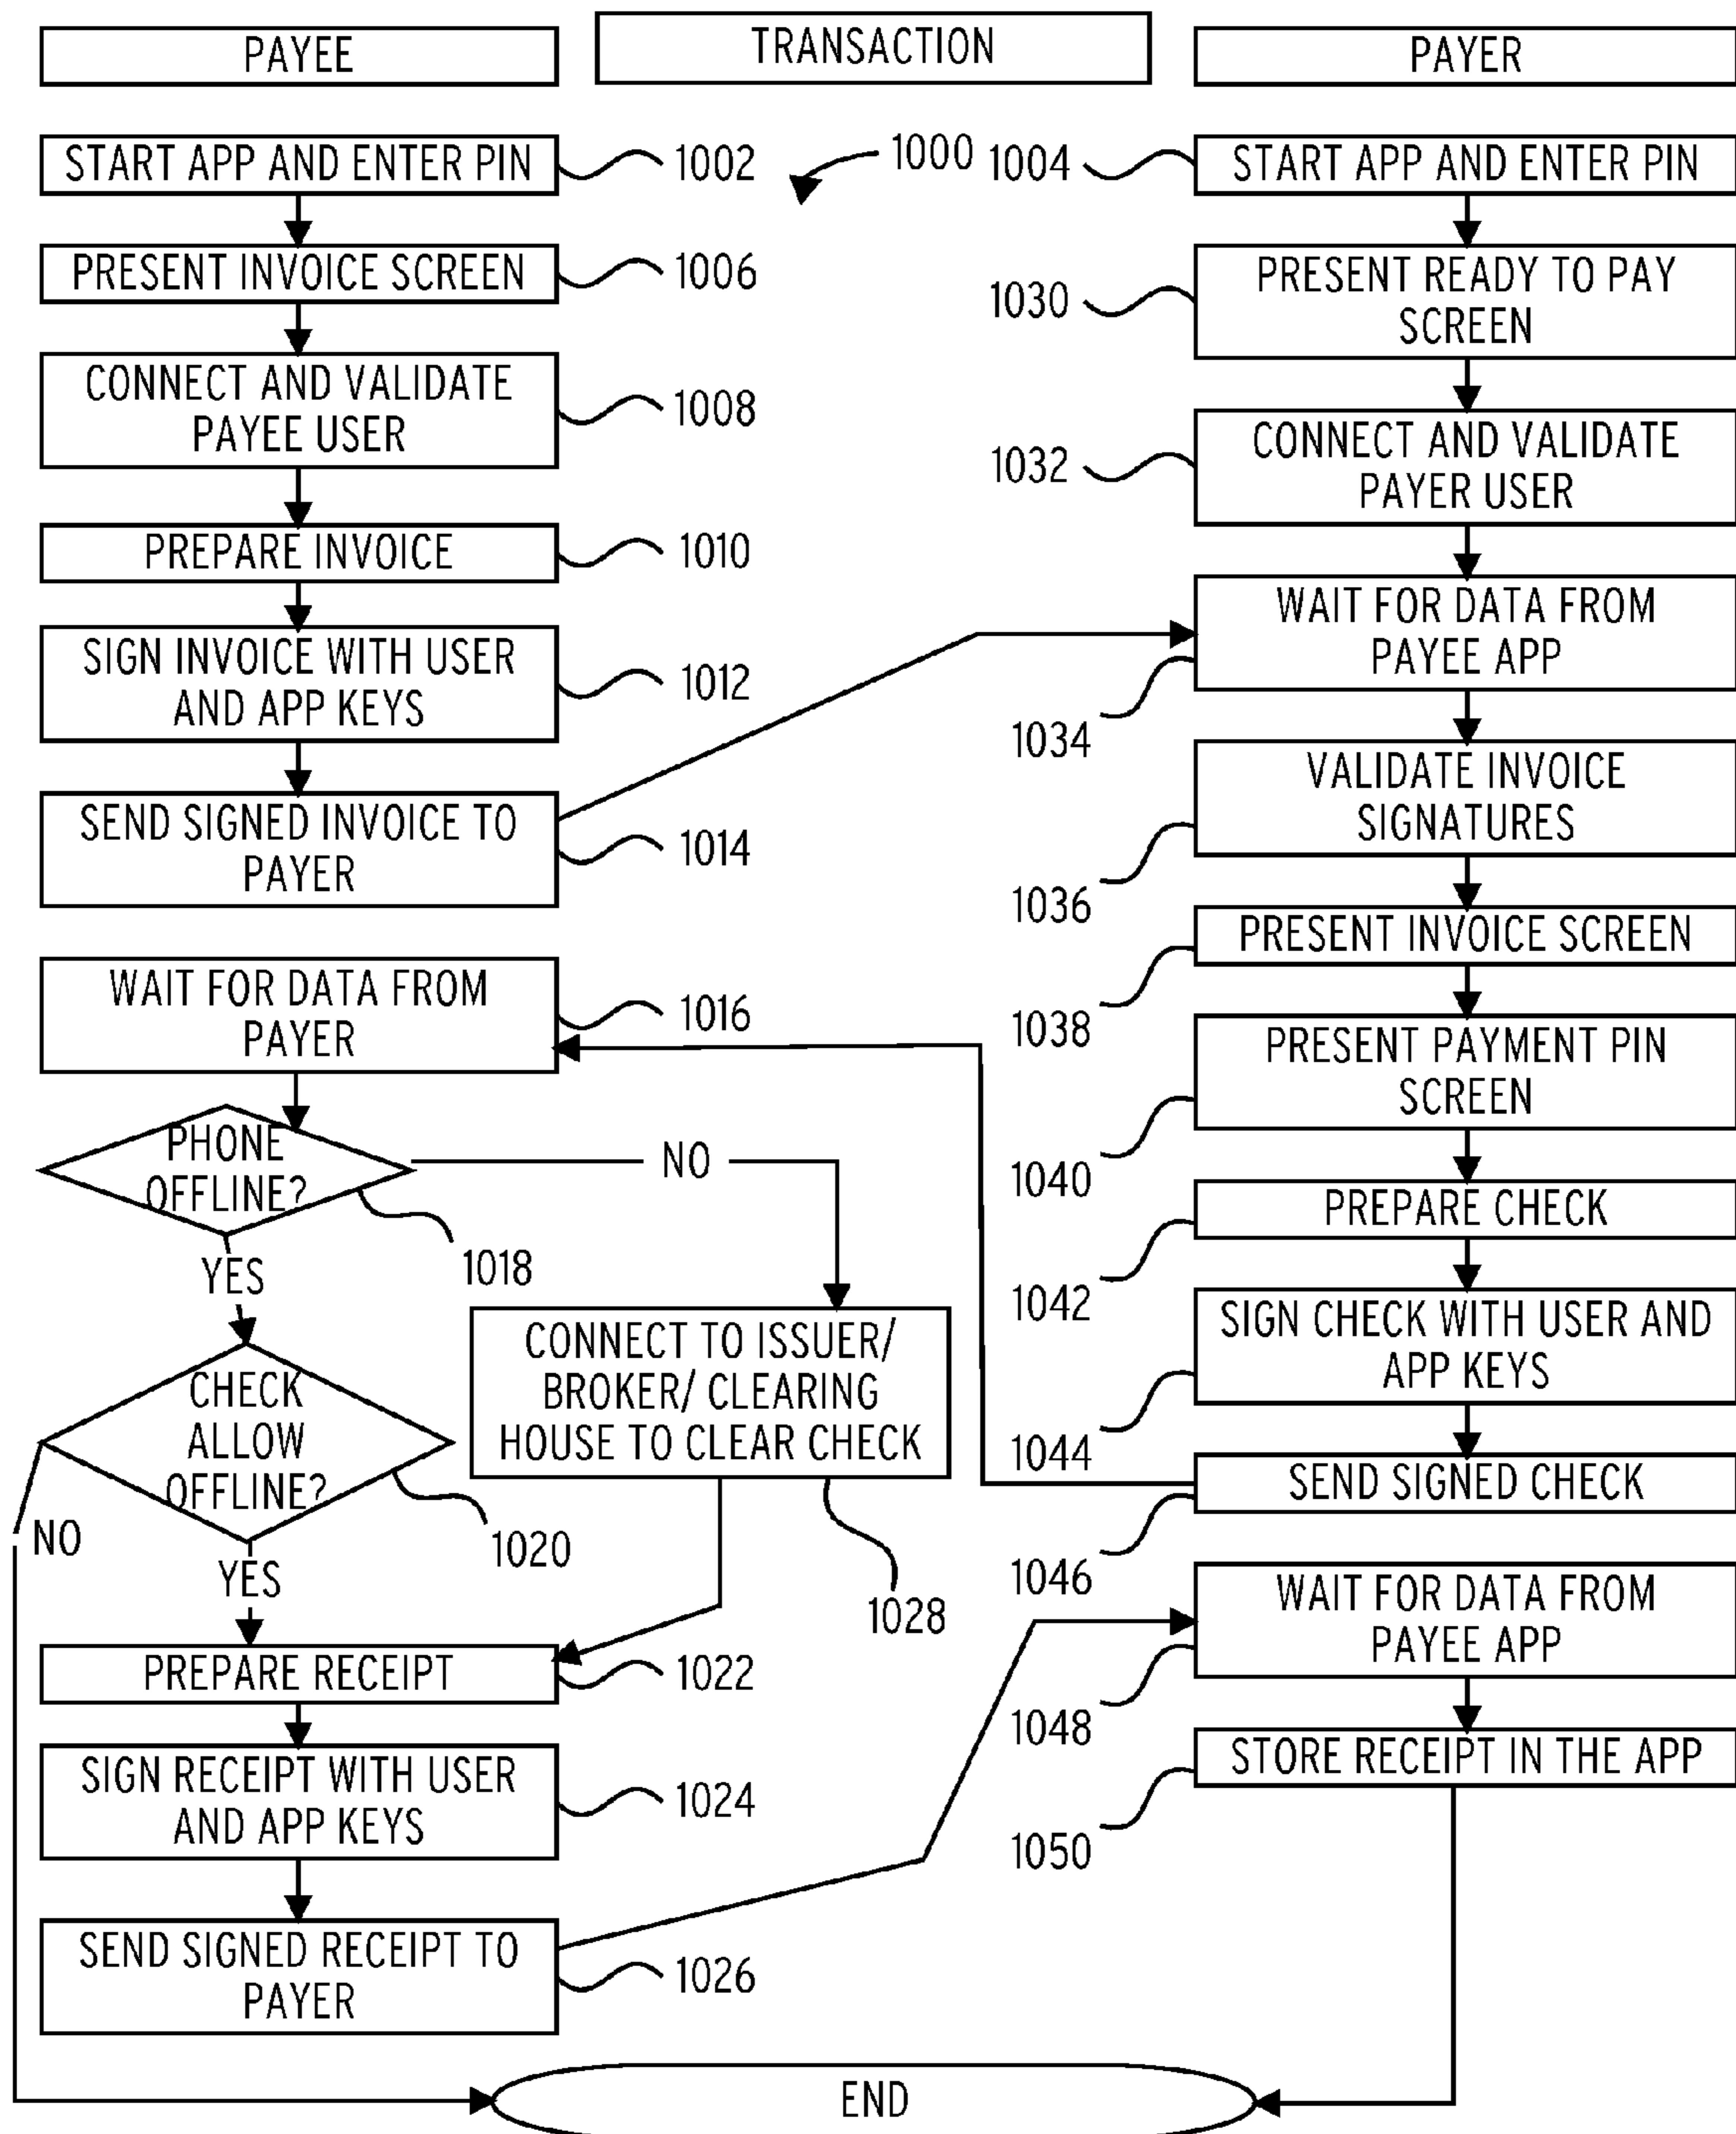 PAYEE
TRANSACTION
PAYER
START APP AND ENTER PIN
1002
1000
1004
START APP AND ENTER PIN
PRESENT INVOICE SCREEN
1006
1030
PRESENT READY TO PAY
SCREEN
CONNECT AND VALIDATE
PAYEE USER
1008
1032
CONNECT AND VALIDATE
PAYER USER
PREPARE INVOICE
1010
WAIT FOR DATA FROM
PAYEE APP
1034
SIGN INVOICE WITH USER
AND APP KEYS
1012
VALIDATE INVOICE
SIGNATURES
1036
SEND SIGNED INVOICE TO
PAYER
1014
PRESENT INVOICE SCREEN
1038
WAIT FOR DATA FROM
PAYER
1016
PRESENT PAYMENT PIN
SCREEN
1040
PHONE
OFFLINE?
NO
1018
YES
PREPARE CHECK
1042
CONNECT TO ISSUER/
BROKER/ CLEARING
HOUSE TO CLEAR CHECK
1028
SIGN CHECK WITH USER AND
APP KEYS
1044
CHECK
ALLOW
OFFLINE?
1020
NO
YES
SEND SIGNED CHECK
1046
WAIT FOR DATA FROM
PAYEE APP
1048
PREPARE RECEIPT
1022
STORE RECEIPT IN THE APP
1050
SIGN RECEIPT WITH USER
AND APP KEYS
1024
SEND SIGNED RECEIPT TO
PAYER
1026
END